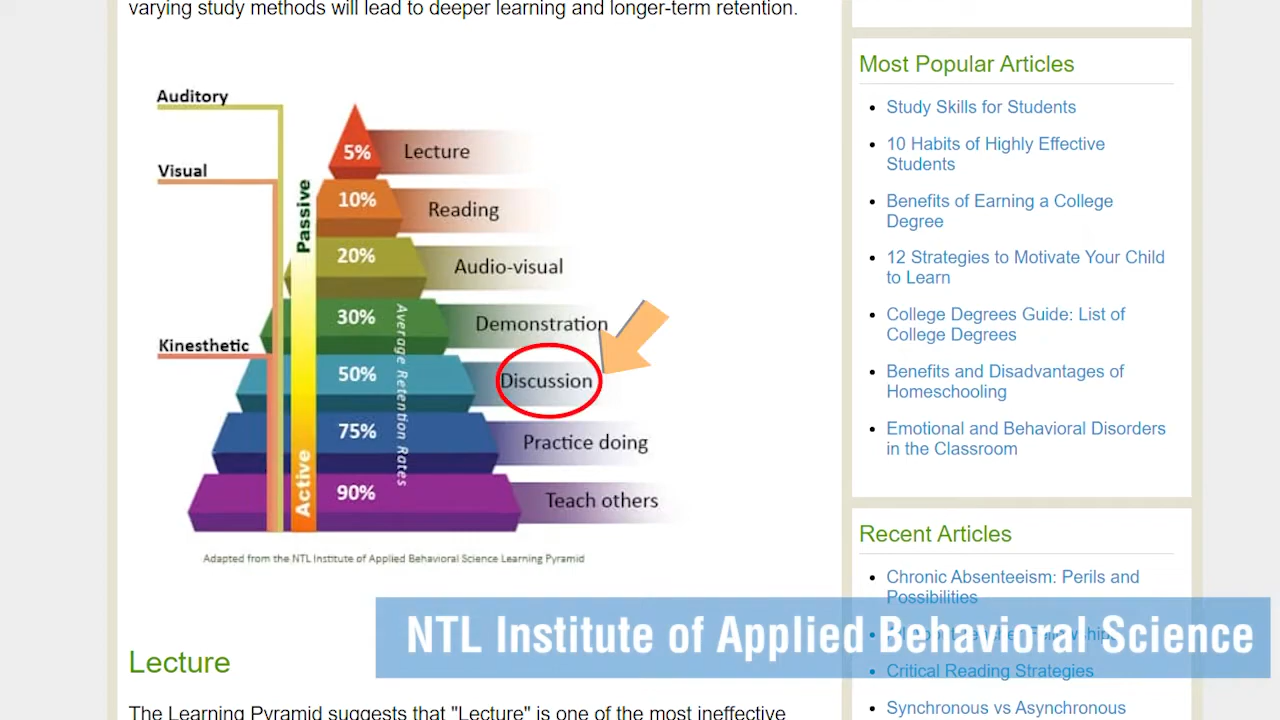 varying study methods will lead to deeper learning and longer-term retention.
Auditory
Visual
Kinesthetic
Passive
Active
5% Lecture
10% Reading
20% Audio-visual
30% Demonstration
50% Discussion
75% Practice doing
90% Teach others
Average Retention Rates
Adapted from the NTL Institute of Applied Behavioral Science Learning Pyramid
Lecture
The Learning Pyramid suggests that "Lecture" is one of the most ineffective
Most Popular Articles
Study Skills for Students
10 Habits of Highly Effective
Students
Benefits of Earning a College
Degree
12 Strategies to Motivate Your Child
to Learn
College Degrees Guide: List of
College Degrees
Benefits and Disadvantages of
Homeschooling
Emotional and Behavioral Disorders
in the Classroom
Recent Articles
Chronic Absenteeism: Perils and
Possibilities
Critical Reading Strategies
Synchronous vs Asynchronous
NTL Institute of Applied Behavioral Science